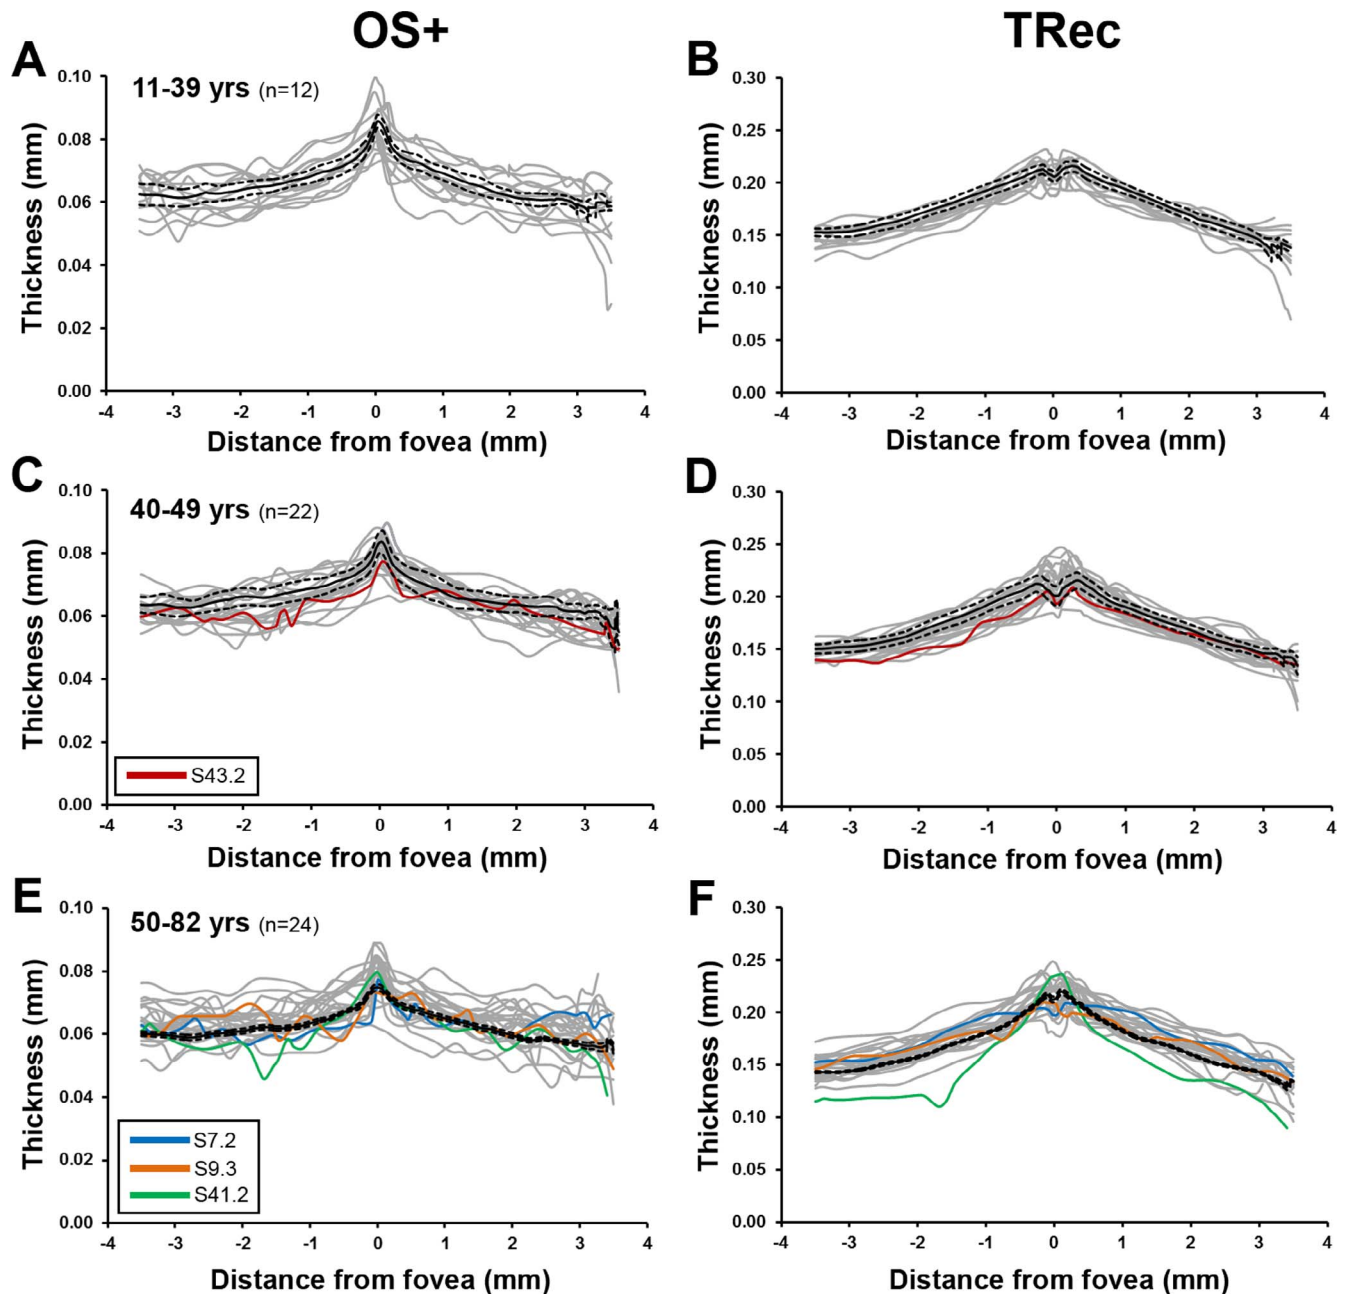 OS+ TRec
A B
11-39 yrs (n=12)
0.10 0.08 0.06 0.04 0.02 0.00
Thickness (mm)
-4 -3 -2 -1 0 1 2 3 4
Distance from fovea (mm)
0.30 0.25 0.20 0.15 0.10 0.05 0.00
Thickness (mm)
-4 -3 -2 -1 0 1 2 3 4
Distance from fovea (mm)
C D
40-49 yrs (n=22)
0.10 0.08 0.06 0.04 0.02 0.00
Thickness (mm)
S43.2
-4 -3 -2 -1 0 1 2 3 4
Distance from fovea (mm)
0.30 0.25 0.20 0.15 0.10 0.05 0.00
Thickness (mm)
-4 -3 -2 -1 0 1 2 3 4
Distance from fovea (mm)
E F
50-82 yrs (n=24)
0.10 0.08 0.06 0.04 0.02 0.00
Thickness (mm)
S7.2
S9.3
S41.2
-4 -3 -2 -1 0 1 2 3 4
Distance from fovea (mm)
0.30 0.25 0.20 0.15 0.10 0.05 0.00
Thickness (mm)
-4 -3 -2 -1 0 1 2 3 4
Distance from fovea (mm)